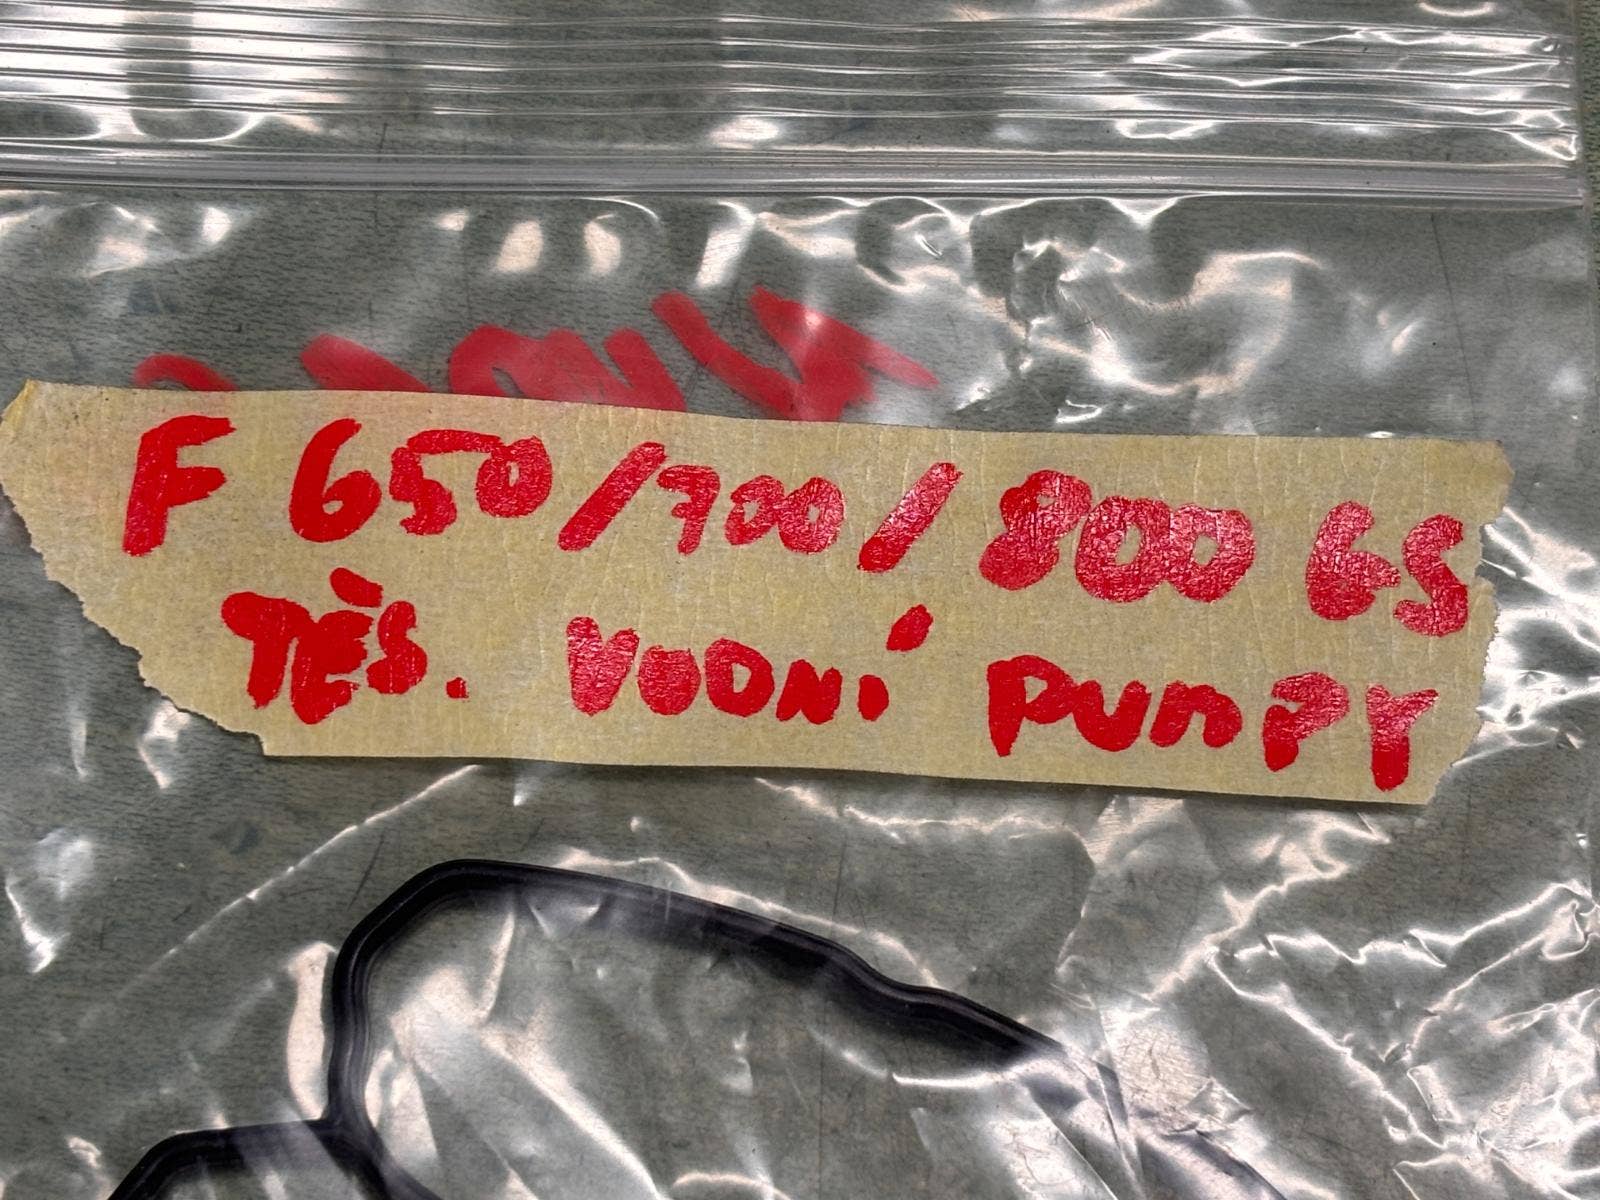 F 650/700/800 GS
TĚS. VODNÍ PUMPY